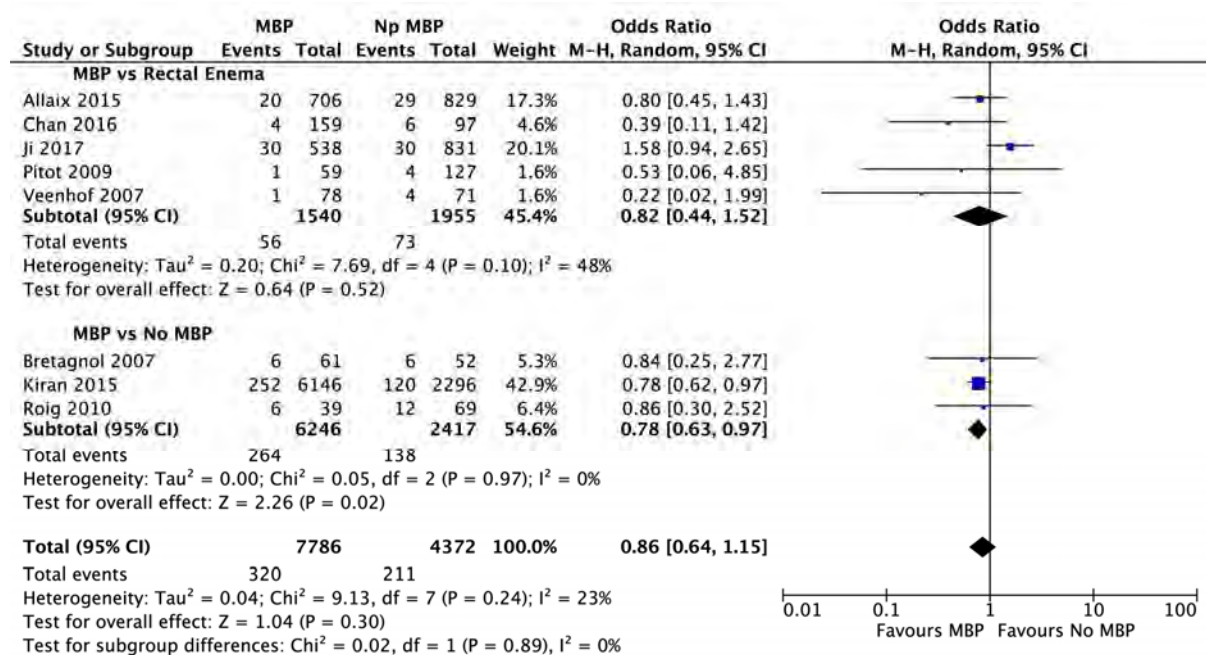 MBP Np MBP Odds Ratio Odds Ratio
Study or Subgroup Events Total Events Total Weight M-H, Random, 95% CI M-H, Random, 95% CI
MBP vs Rectal Enema
Allaix 2015 20 706 29 829 17.3% 0.80 [0.45, 1.43]
Chan 2016 4 159 6 97 4.6% 0.39 [0.11, 1.42]
Ji 2017 30 538 30 831 20.1% 1.58 [0.94, 2.65]
Pitot 2009 1 59 4 127 1.6% 0.53 [0.06, 4.85]
Veenhof 2007 1 78 4 71 1.6% 0.22 [0.02, 1.99]
Subtotal (95% CI) 1540 1955 45.4% 0.82 [0.44, 1.52]
Total events 56 73
Heterogeneity: Tau² = 0.20; Chi² = 7.69, df = 4 (P = 0.10); I² = 48%
Test for overall effect: Z = 0.64 (P = 0.52)
MBP vs No MBP
Bretagnol 2007 6 61 6 52 5.3% 0.84 [0.25, 2.77]
Kiran 2015 252 6146 120 2296 42.9% 0.78 [0.62, 0.97]
Roig 2010 6 39 12 69 6.4% 0.86 [0.30, 2.52]
Subtotal (95% CI) 6246 2417 54.6% 0.78 [0.63, 0.97]
Total events 264 138
Heterogeneity: Tau² = 0.00; Chi² = 0.05, df = 2 (P = 0.97); I² = 0%
Test for overall effect: Z = 2.26 (P = 0.02)
Total (95% CI) 7786 4372 100.0% 0.86 [0.64, 1.15]
Total events 320 211
Heterogeneity: Tau² = 0.04; Chi² = 9.13, df = 7 (P = 0.24); I² = 23%
Test for overall effect: Z = 1.04 (P = 0.30)
Test for subgroup differences: Chi² = 0.02, df = 1 (P = 0.89), I² = 0%
0.01 0.1 1 10 100
Favours MBP Favours No MBP